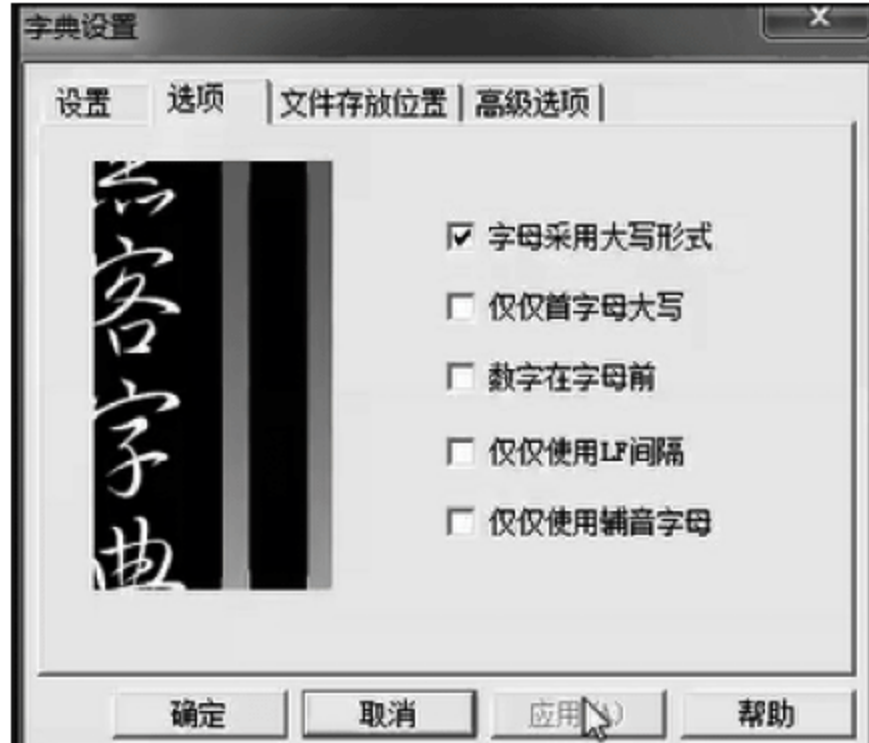 字典设置
设置 选项 文件存放位置 高级选项
黑客字典
字母采用大写形式
仅仅首字母大写
数字在字母前
仅仅使用LF间隔
仅仅使用辅音字母
确定 取消 应用(A) 帮助